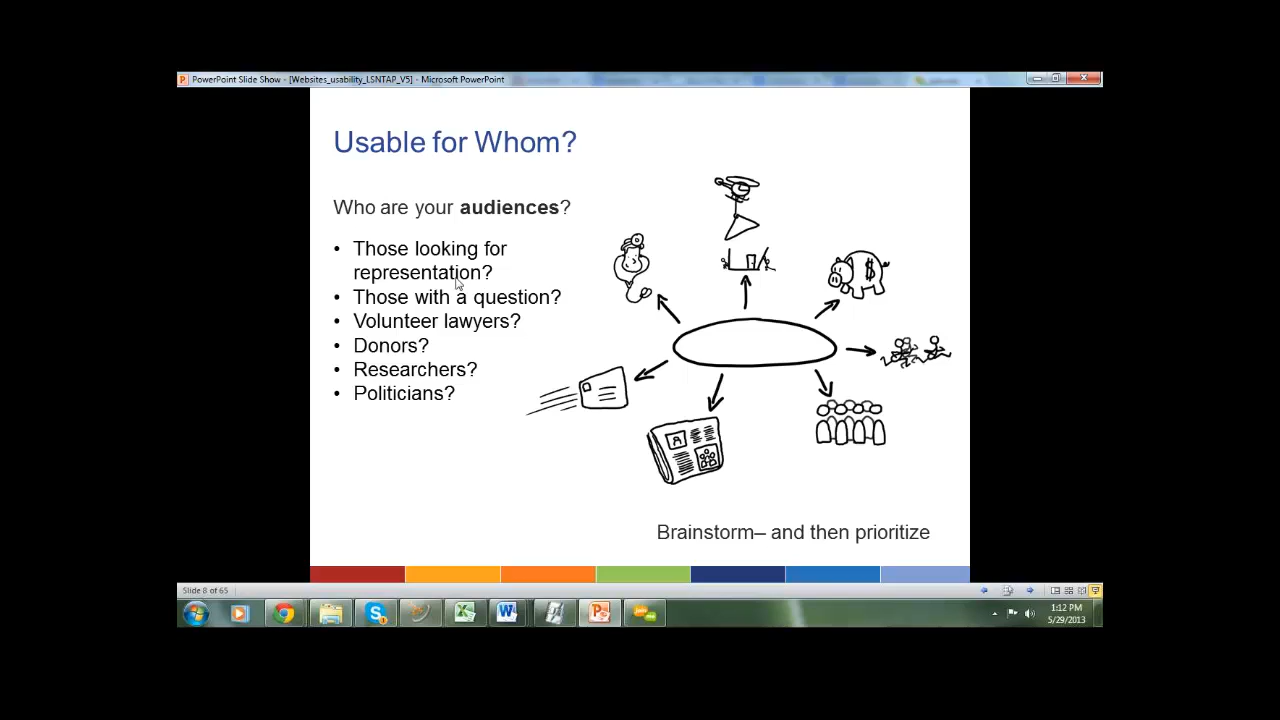 PowerPoint Slide Show - [Websites_usability_LSNTAP_V5] - Microsoft PowerPoint
Usable for Whom?
Who are your audiences?
• Those looking for
representation?
• Those with a question?
• Volunteer lawyers?
• Donors?
• Researchers?
• Politicians?
$
Brainstorm– and then prioritize
Slide 8 of 65
1:12 PM
5/29/2013